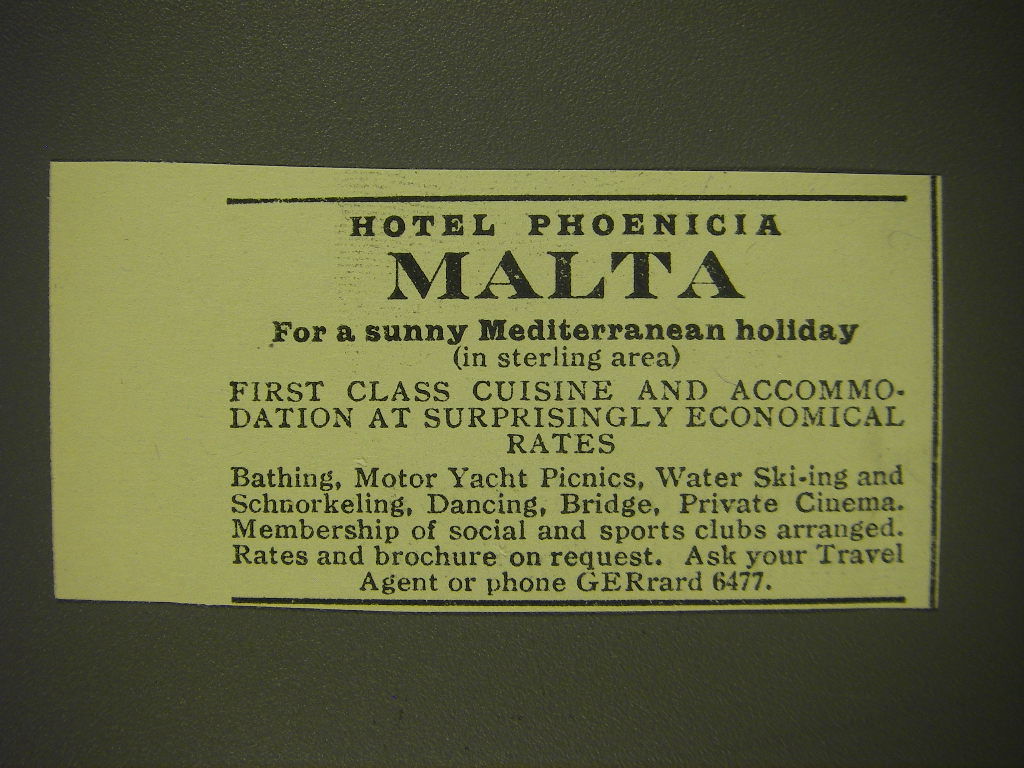 HOTEL PHOENICIA
MALTA
For a sunny Mediterranean holiday
(in sterling area)
FIRST CLASS CUISINE AND ACCOMMO-
DATION AT SURPRISINGLY ECONOMICAL
RATES
Bathing, Motor Yacht Picnics, Water Ski-ing and
Schnorkeling, Dancing, Bridge, Private Cinema.
Membership of social and sports clubs arranged.
Rates and brochure on request. Ask your Travel
Agent or phone GERrard 6477.